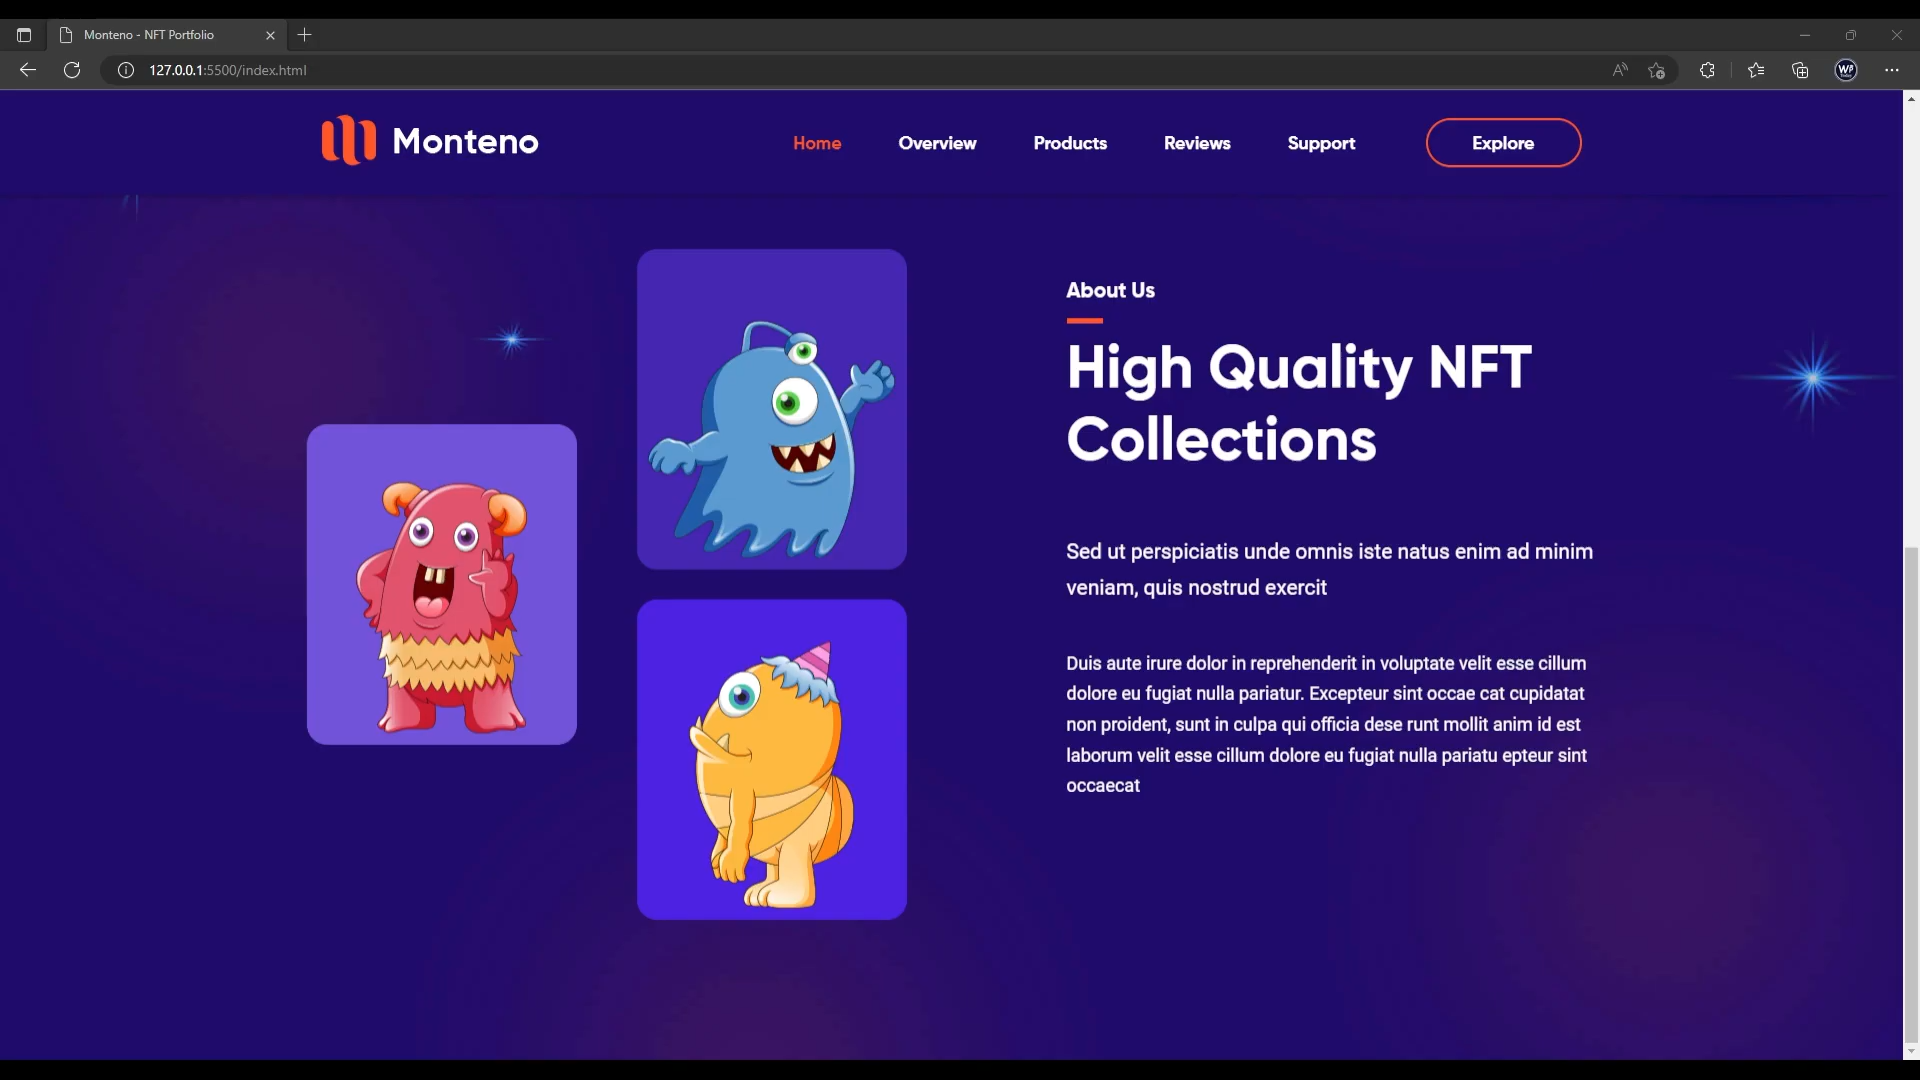 Monteno - NFT Portfolio
127.0.0.1:5500/index.html
Monteno
Home
Overview
Products
Reviews
Support
Explore
About Us
High Quality NFT
Collections
Sed ut perspiciatis unde omnis iste natus enim ad minim
veniam, quis nostrud exercit
Duis aute irure dolor in reprehenderit in voluptate velit esse cillum
dolore eu fugiat nulla pariatur. Excepteur sint occae cat cupidatat
non proident, sunt in culpa qui officia dese runt mollit anim id est
laborum velit esse cillum dolore eu fugiat nulla pariatu epteur sint
occaecat